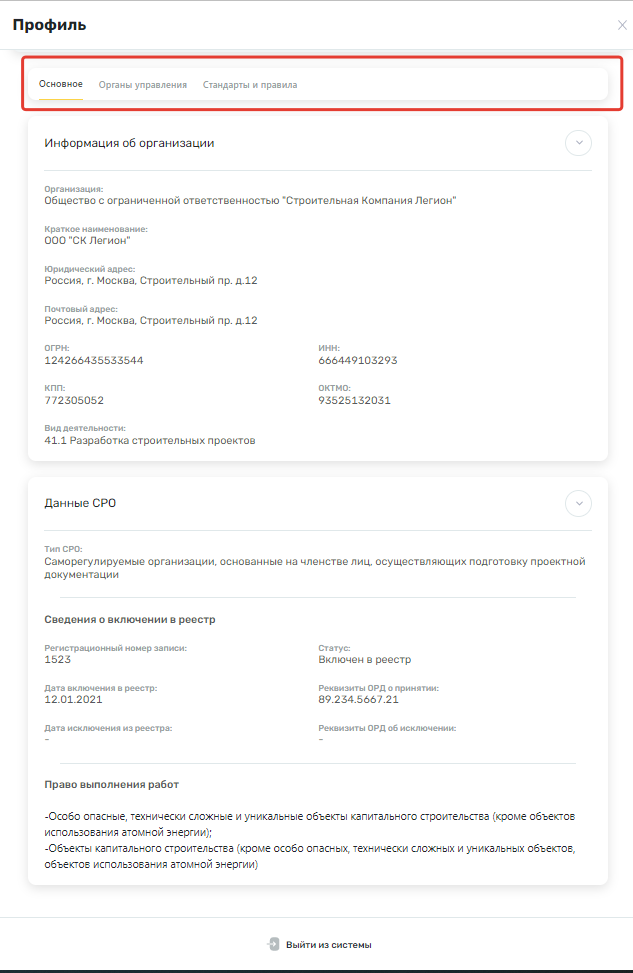 Профиль
Основное Органы управления Стандарты и правила
Информация об организации
Организация:
Общество с ограниченной ответственностью "Строительная Компания Легион"
Краткое наименование:
ООО "СК Легион"
Юридический адрес:
Россия, г. Москва, Строительный пр. д.12
Почтовый адрес:
Россия, г. Москва, Строительный пр. д.12
ОГРН: ИНН:
124266435533544 666449103293
КПП: ОКТМО:
772305052 93525132031
Вид деятельности:
41.1 Разработка строительных проектов
Данные СРО
Тип СРО:
Саморегулируемые организации, основанные на членстве лиц, осуществляющих подготовку проектной
документации
Сведения о включении в реестр
Регистрационный номер записи: Статус:
1523 Включен в реестр
Дата включения в реестр: Реквизиты ОРД о принятии:
12.01.2021 89.234.5667.21
Дата исключения из реестра: Реквизиты ОРД об исключении:
- -
Право выполнения работ
-Особо опасные, технически сложные и уникальные объекты капитального строительства (кроме объектов
использования атомной энергии);
-Объекты капитального строительства (кроме особо опасных, технически сложных и уникальных объектов,
объектов использования атомной энергии)
Выйти из системы